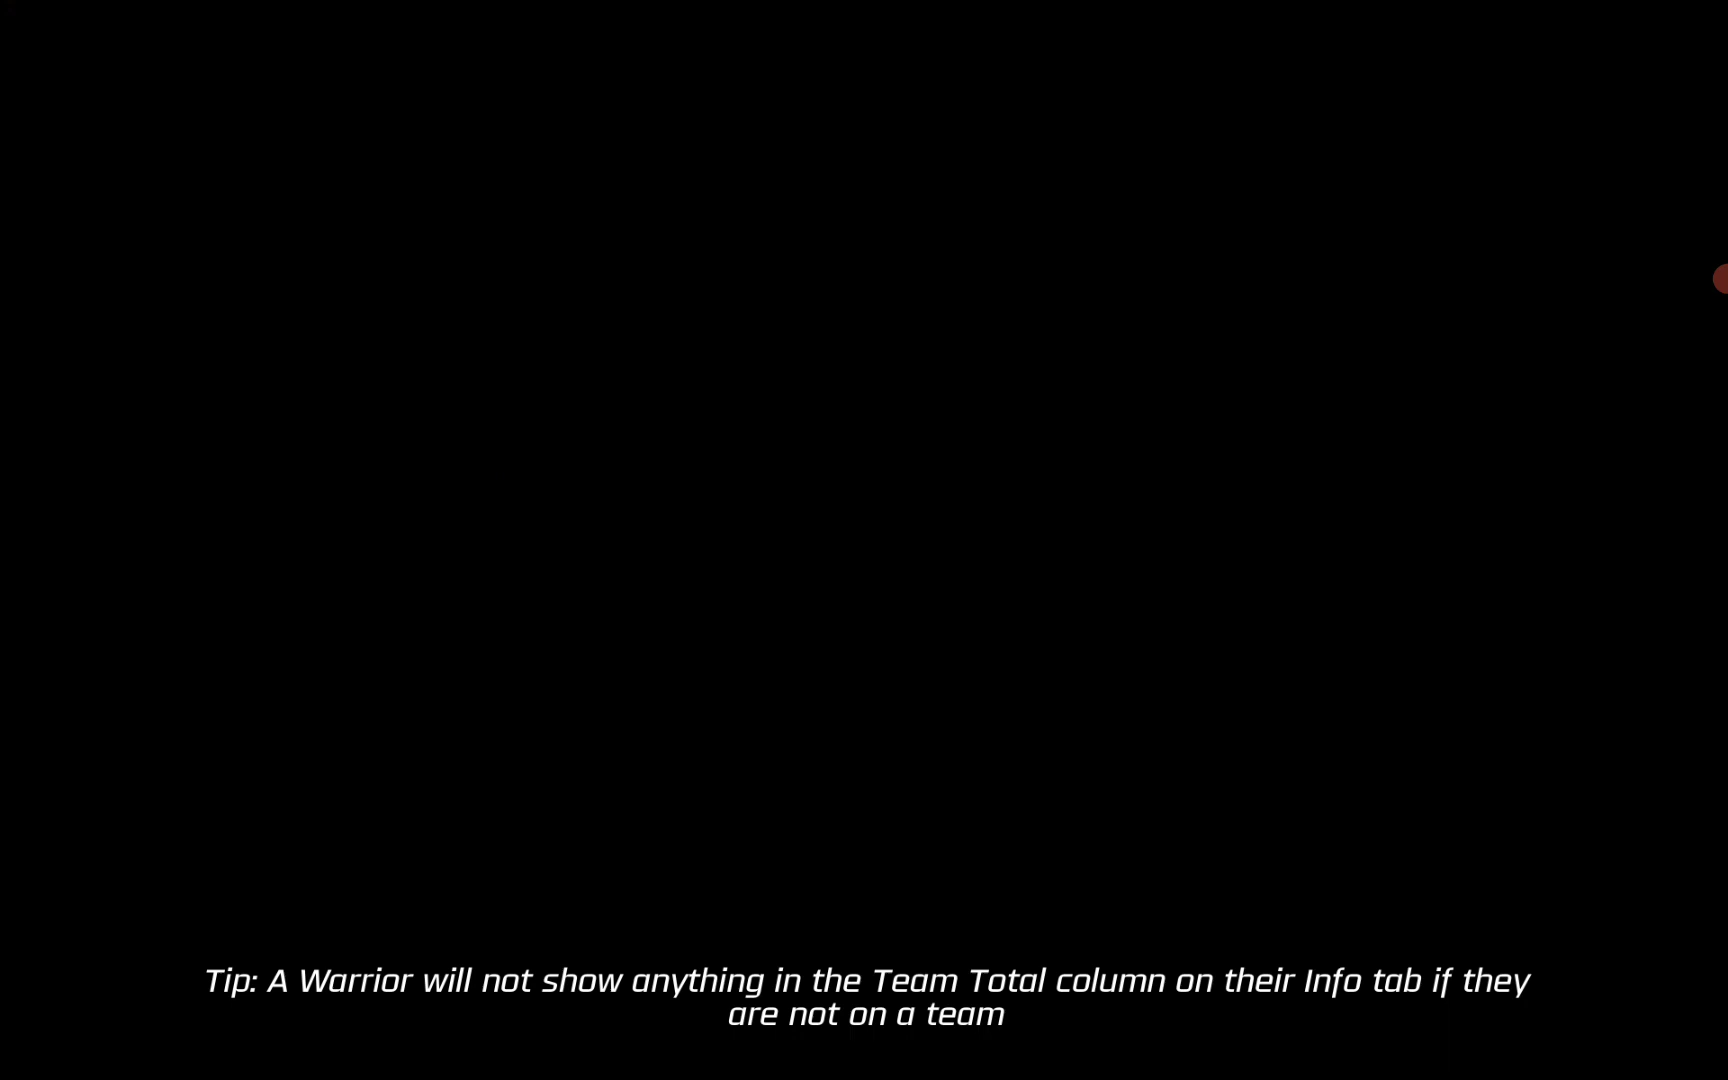 Tip: A Warrior will not show anything in the Team Total column on their Info tab if they
are not on a team